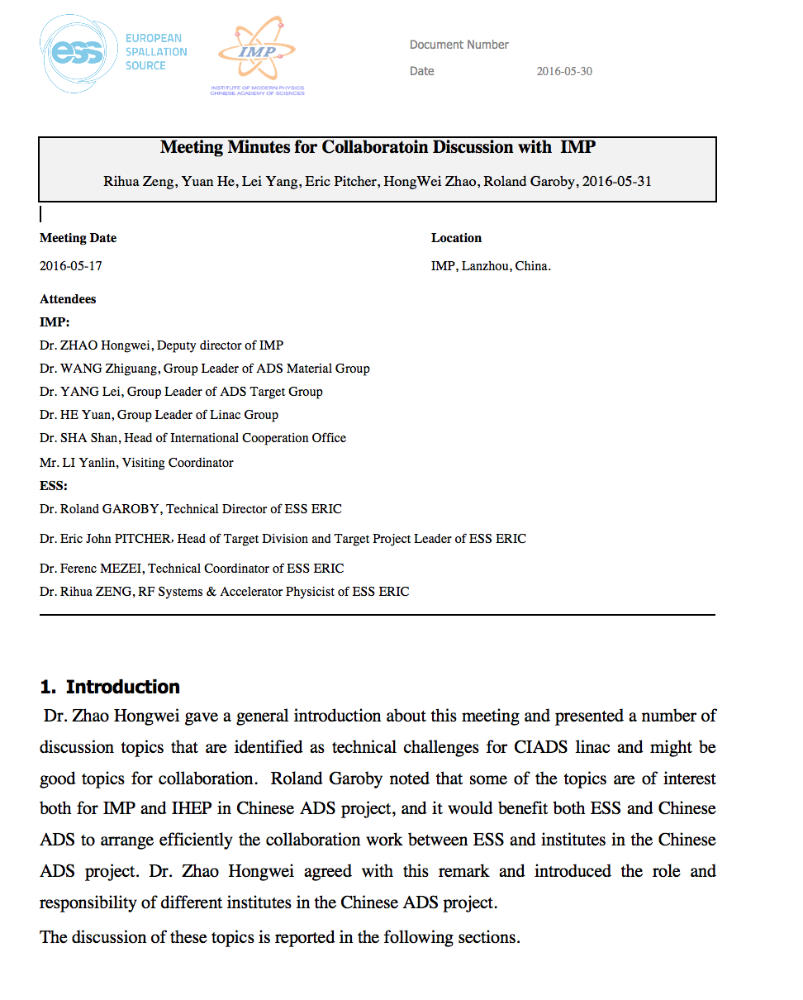 ess
EUROPEAN
SPALLATION
SOURCE
IMP
INSTITUTE OF MODERN PHYSICS
CHINESE ACADEMY OF SCIENCES
Document Number
Date 2016-05-30
Meeting Minutes for Collaboratoin Discussion with IMP
Rihua Zeng, Yuan He, Lei Yang, Eric Pitcher, HongWei Zhao, Roland Garoby, 2016-05-31
Meeting Date Location
2016-05-17 IMP, Lanzhou, China.
Attendees
IMP:
Dr. ZHAO Hongwei, Deputy director of IMP
Dr. WANG Zhiguang, Group Leader of ADS Material Group
Dr. YANG Lei, Group Leader of ADS Target Group
Dr. HE Yuan, Group Leader of Linac Group
Dr. SHA Shan, Head of International Cooperation Office
Mr. LI Yanlin, Visiting Coordinator
ESS:
Dr. Roland GAROBY, Technical Director of ESS ERIC
Dr. Eric John PITCHER, Head of Target Division and Target Project Leader of ESS ERIC
Dr. Ferenc MEZEI, Technical Coordinator of ESS ERIC
Dr. Rihua ZENG, RF Systems & Accelerator Physicist of ESS ERIC
1. Introduction
Dr. Zhao Hongwei gave a general introduction about this meeting and presented a number of
discussion topics that are identified as technical challenges for CIADS linac and might be
good topics for collaboration. Roland Garoby noted that some of the topics are of interest
both for IMP and IHEP in Chinese ADS project, and it would benefit both ESS and Chinese
ADS to arrange efficiently the collaboration work between ESS and institutes in the Chinese
ADS project. Dr. Zhao Hongwei agreed with this remark and introduced the role and
responsibility of different institutes in the Chinese ADS project.
The discussion of these topics is reported in the following sections.